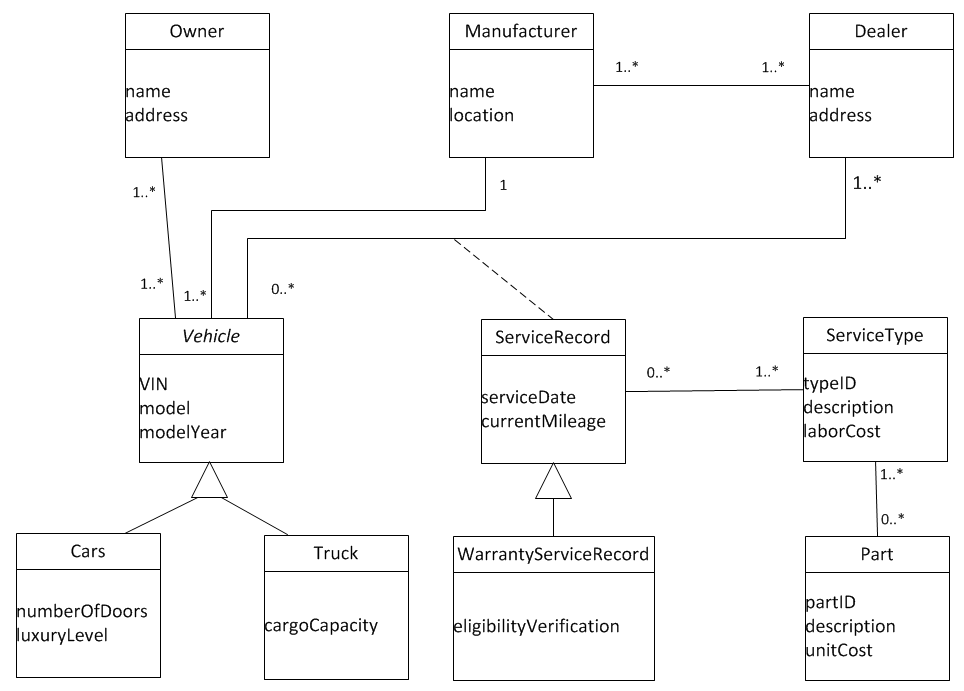 Owner
name
address
Manufacturer
name
location
Dealer
name
address
1..*
1..*
1..*
1
1..*
1..*
1..*
0..*
Vehicle
VIN
model
modelYear
ServiceRecord
serviceDate
currentMileage
0..*
1..*
ServiceType
typeID
description
laborCost
1..*
0..*
Cars
numberOfDoors
luxuryLevel
Truck
cargoCapacity
WarrantyServiceRecord
eligibilityVerification
Part
partID
description
unitCost